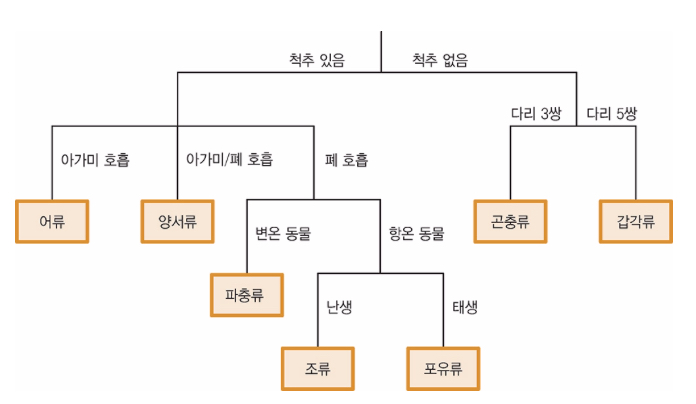 척추 있음
척추 없음
다리 3쌍
다리 5쌍
아가미 호흡
아가미/폐 호흡
폐 호흡
어류
양서류
곤충류
갑각류
변온 동물
항온 동물
파충류
난생
태생
조류
포유류